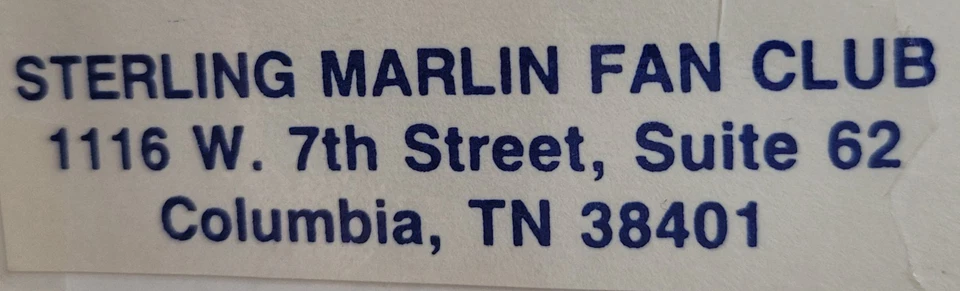 STERLING MARLIN FAN CLUB
1116 W. 7th Street, Suite 62
Columbia, TN 38401